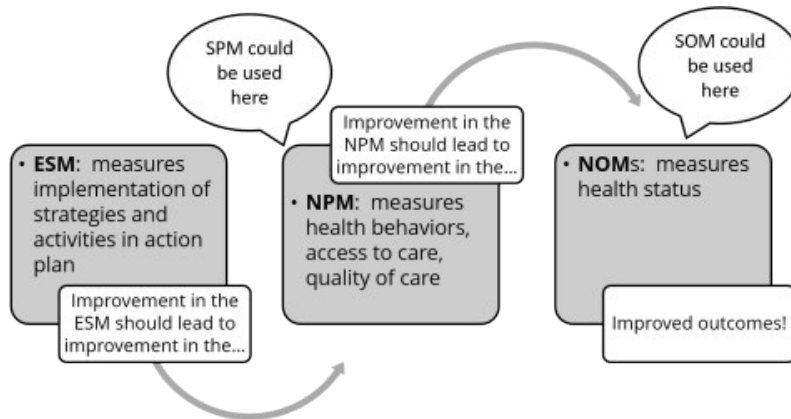 SPM could
be used
here
SOM could
be used
here
• ESM: measures
implementation of
strategies and
activities in action
plan
Improvement in the
ESM should lead to
improvement in the...
Improvement in the
NPM should lead to
improvement in the...
• NPM: measures
health behaviors,
access to care,
quality of care
• NOMs: measures
health status
Improved outcomes!